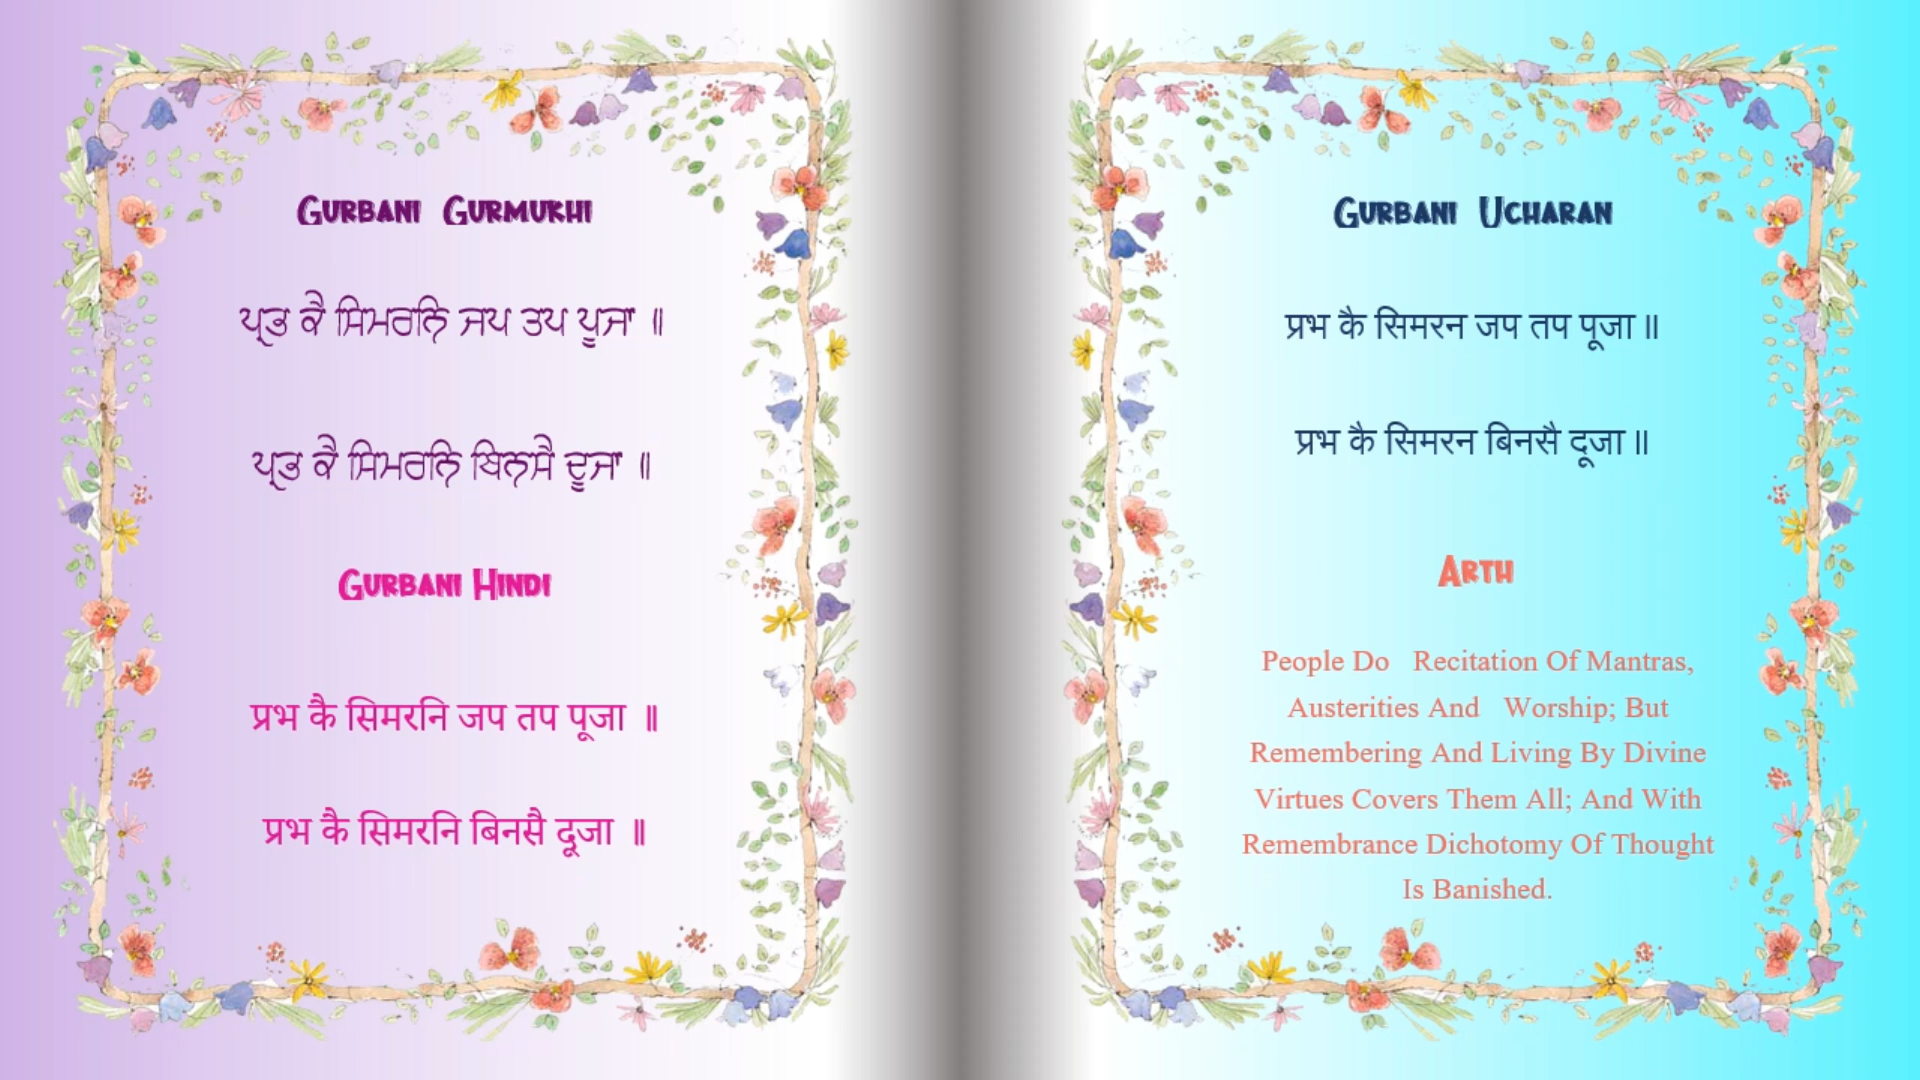 Gurbani Gurmukhi
ਪ੍ਰਭ ਕੈ ਸਿਮਰਨਿ ਜਪ ਤਪ ਪੂਜਾ ॥
ਪ੍ਰਭ ਕੈ ਸਿਮਰਨਿ ਬਿਨਸੈ ਦੂਜਾ ॥
Gurbani Hindi
प्रभ कै सिमरनि जप तप पूजा ॥
प्रभ कै सिमरनि बिनसै दूजा ॥
Gurbani Ucharan
प्रभ कै सिमरन जप तप पूजा ॥
प्रभ कै सिमरन बिनसै दूजा ॥
Arth
People Do Recitation Of Mantras,
Austerities And Worship; But
Remembering And Living By Divine
Virtues Covers Them All; And With
Remembrance Dichotomy Of Thought
Is Banished.